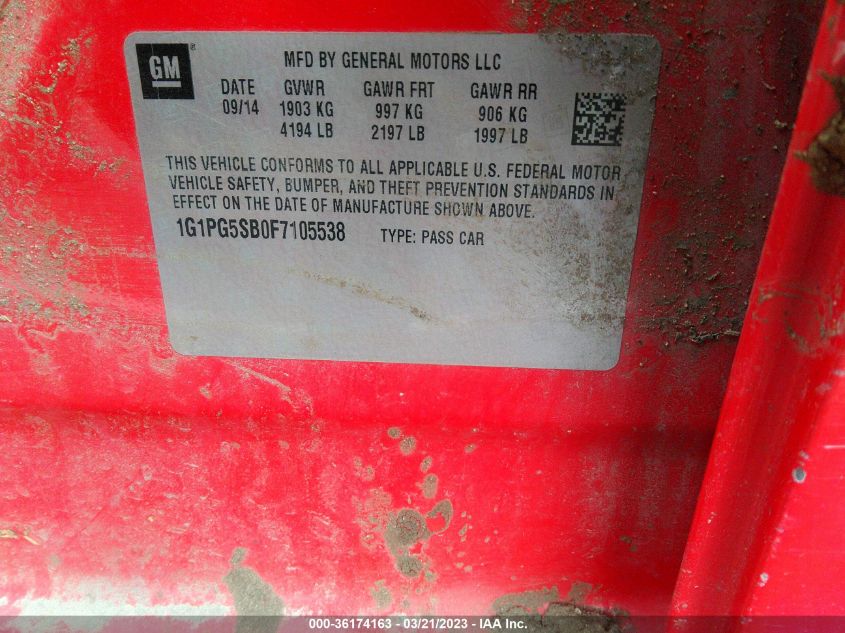 GM ®
MFD BY GENERAL MOTORS LLC
DATE GVWR GAWR FRT GAWR RR
09/14 1903 KG 997 KG 906 KG
4194 LB 2197 LB 1997 LB
THIS VEHICLE CONFORMS TO ALL APPLICABLE U.S. FEDERAL MOTOR
VEHICLE SAFETY, BUMPER, AND THEFT PREVENTION STANDARDS IN
EFFECT ON THE DATE OF MANUFACTURE SHOWN ABOVE.
1G1PG5SB0F7105538 TYPE: PASS CAR
000-36174163 - 03/21/2023 - IAA Inc.